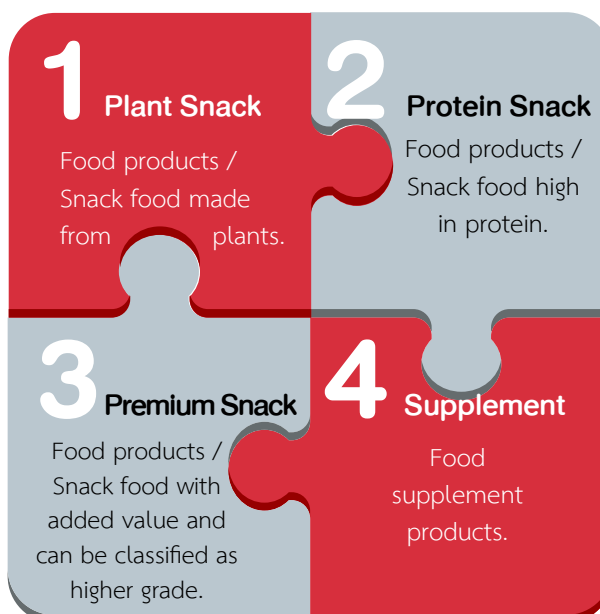 1 Plant Snack
Food products /
Snack food made
from plants.
2 Protein Snack
Food products /
Snack food high
in protein.
3 Premium Snack
Food products /
Snack food with
added value and
can be classified as
higher grade.
4 Supplement
Food
supplement
products.